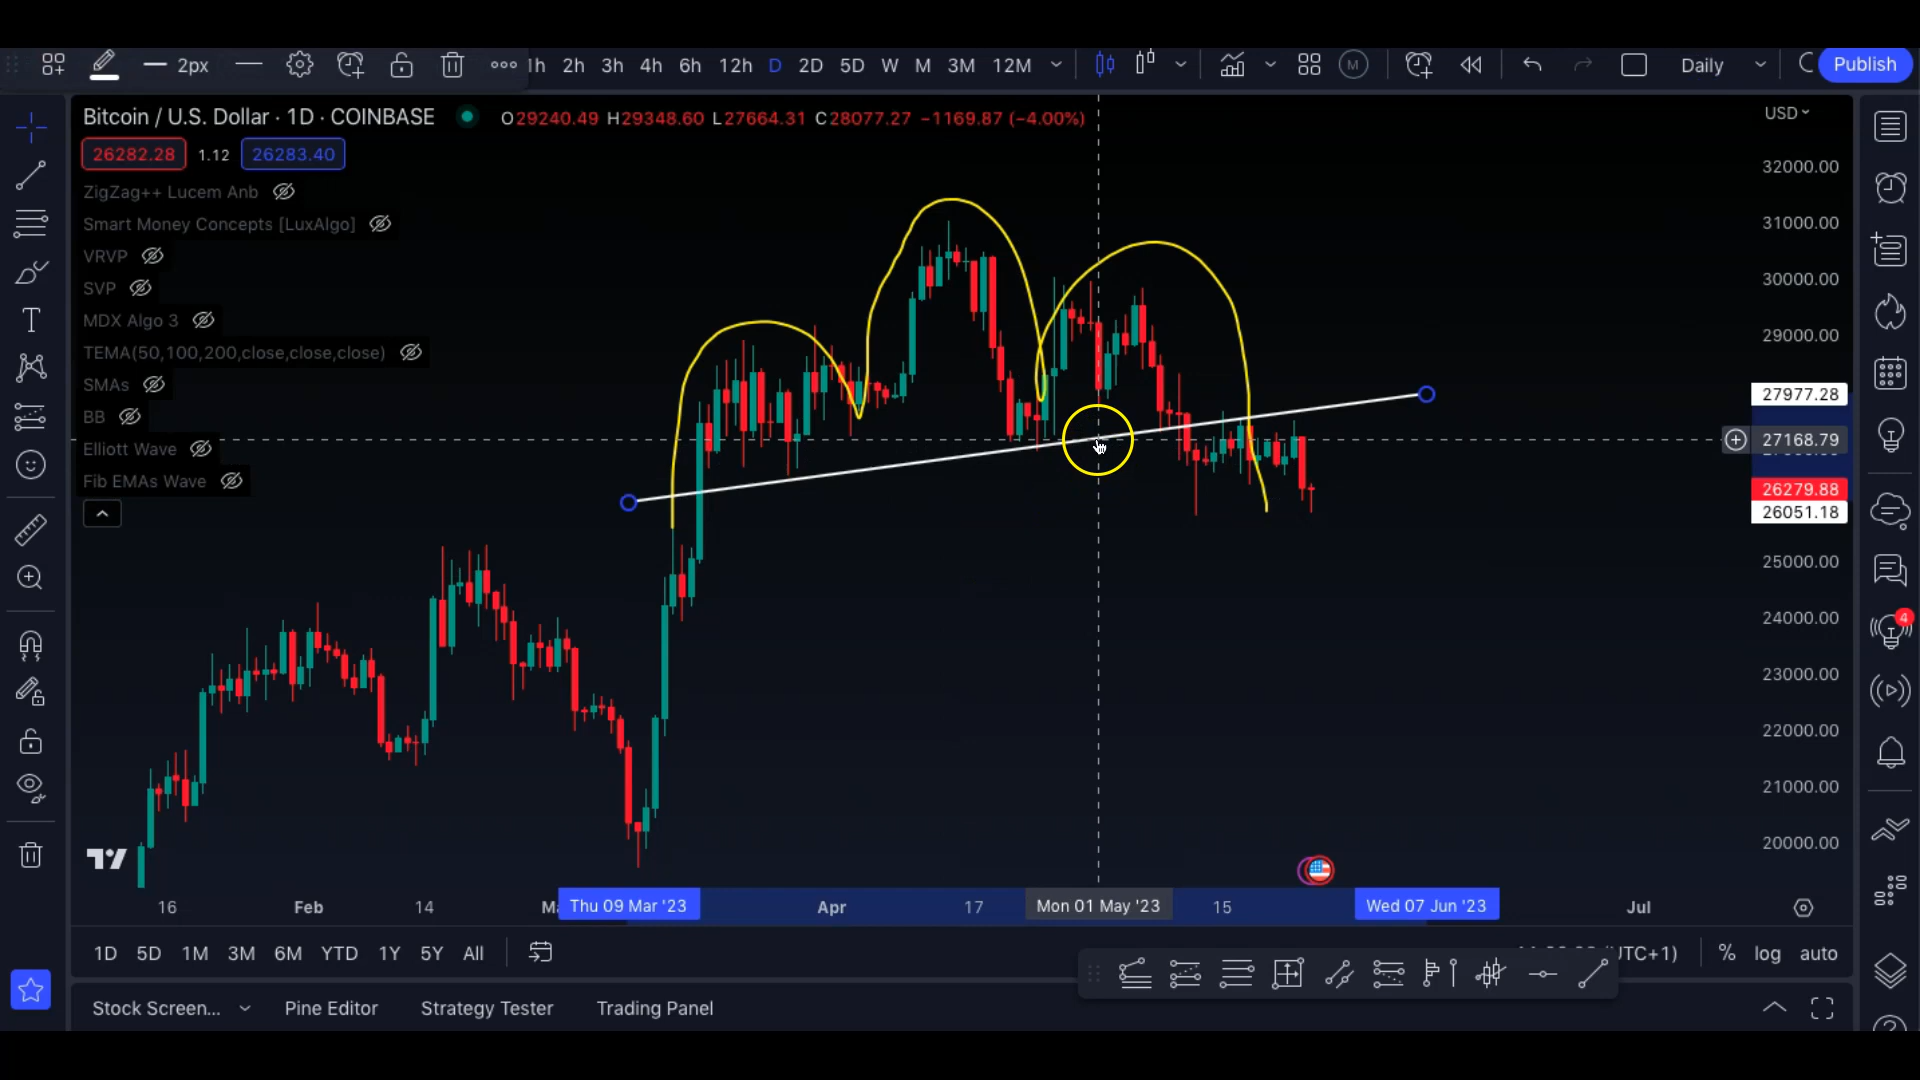 2px
1h 2h 3h 4h 6h 12h D 2D 5D W M 3M 12M
M
Daily
Publish
Bitcoin / U.S. Dollar · 1D · COINBASE
O29240.49 H29348.60 L27664.31 C28077.27 −1169.87 (−4.00%)
USD
26282.28 1.12 26283.40
ZigZag++ Lucem Anb
Smart Money Concepts [LuxAlgo]
VRVP
SVP
MDX Algo 3
TEMA(50,100,200,close,close,close)
SMAs
BB
Elliott Wave
Fib EMAs Wave
32000.00
31000.00
30000.00
29000.00
27977.28
27168.79
26279.88
26051.18
25000.00
24000.00
23000.00
22000.00
21000.00
20000.00
4
16 Feb 14 Thu 09 Mar '23 Apr 17 Mon 01 May '23 15 Wed 07 Jun '23 Jul
1D 5D 1M 3M 6M YTD 1Y 5Y All
UTC+1) % log auto
Stock Screen... Pine Editor Strategy Tester Trading Panel